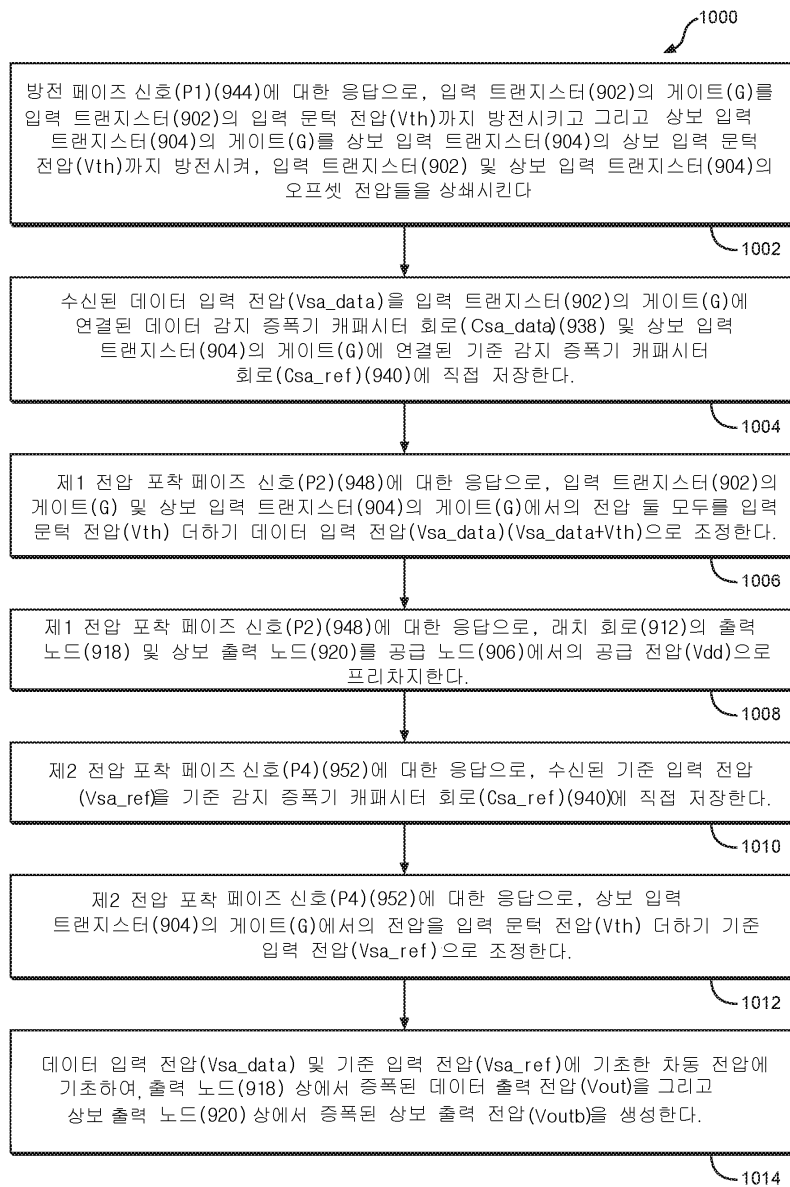 1000
방전 페이즈 신호(P1)(944)에 대한 응답으로, 입력 트랜지스터(902)의 게이트(G)를
입력 트랜지스터(902)의 입력 문턱 전압(Vth)까지 방전시키고 그리고 상보 입력
트랜지스터(904)의 게이트(G)를 상보 입력 트랜지스터(904)의 상보 입력 문턱
전압(Vth)까지 방전시켜, 입력 트랜지스터(902) 및 상보 입력 트랜지스터(904)의
오프셋 전압들을 상쇄시킨다
1002
수신된 데이터 입력 전압(Vsa_data)을 입력 트랜지스터(902)의 게이트(G)에
연결된 데이터 감지 증폭기 캐패시터 회로(Csa_data)(938) 및 상보 입력
트랜지스터(904)의 게이트(G)에 연결된 기준 감지 증폭기 캐패시터
회로(Csa_ref)(940)에 직접 저장한다.
1004
제1 전압 포착 페이즈 신호(P2)(948)에 대한 응답으로, 입력 트랜지스터(902)의
게이트(G) 및 상보 입력 트랜지스터(904)의 게이트(G)에서의 전압 둘 모두를 입력
문턱 전압(Vth) 더하기 데이터 입력 전압(Vsa_data)(Vsa_data+Vth)으로 조정한다.
1006
제1 전압 포착 페이즈 신호(P2)(948)에 대한 응답으로, 래치 회로(912)의 출력
노드(918) 및 상보 출력 노드(920)를 공급 노드(906)에서의 공급 전압(Vdd)으로
프리차지한다.
1008
제2 전압 포착 페이즈 신호(P4)(952)에 대한 응답으로, 수신된 기준 입력 전압
(Vsa_ref)을 기준 감지 증폭기 캐패시터 회로(Csa_ref)(940)에 직접 저장한다.
1010
제2 전압 포착 페이즈 신호(P4)(952)에 대한 응답으로, 상보 입력
트랜지스터(904)의 게이트(G)에서의 전압을 입력 문턱 전압(Vth) 더하기 기준
입력 전압(Vsa_ref)으로 조정한다.
1012
데이터 입력 전압(Vsa_data) 및 기준 입력 전압(Vsa_ref)에 기초한 차동 전압에
기초하여, 출력 노드(918) 상에서 증폭된 데이터 출력 전압(Vout)을 그리고
상보 출력 노드(920) 상에서 증폭된 상보 출력 전압(Voutb)을 생성한다.
1014